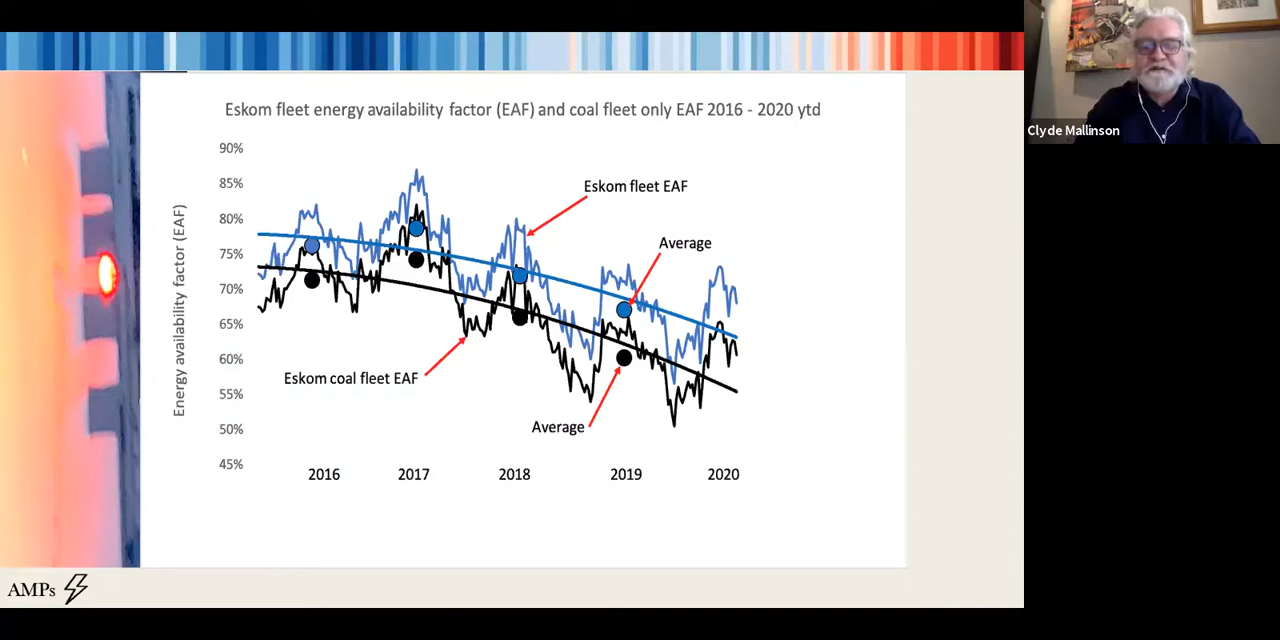 Clyde Mallinson
Eskom fleet energy availability factor (EAF) and coal fleet only EAF 2016 - 2020 ytd
Energy availability factor (EAF)
90%
85%
80%
75%
70%
65%
60%
55%
50%
45%
Eskom fleet EAF
Average
Eskom coal fleet EAF
Average
2016
2017
2018
2019
2020
AMPs